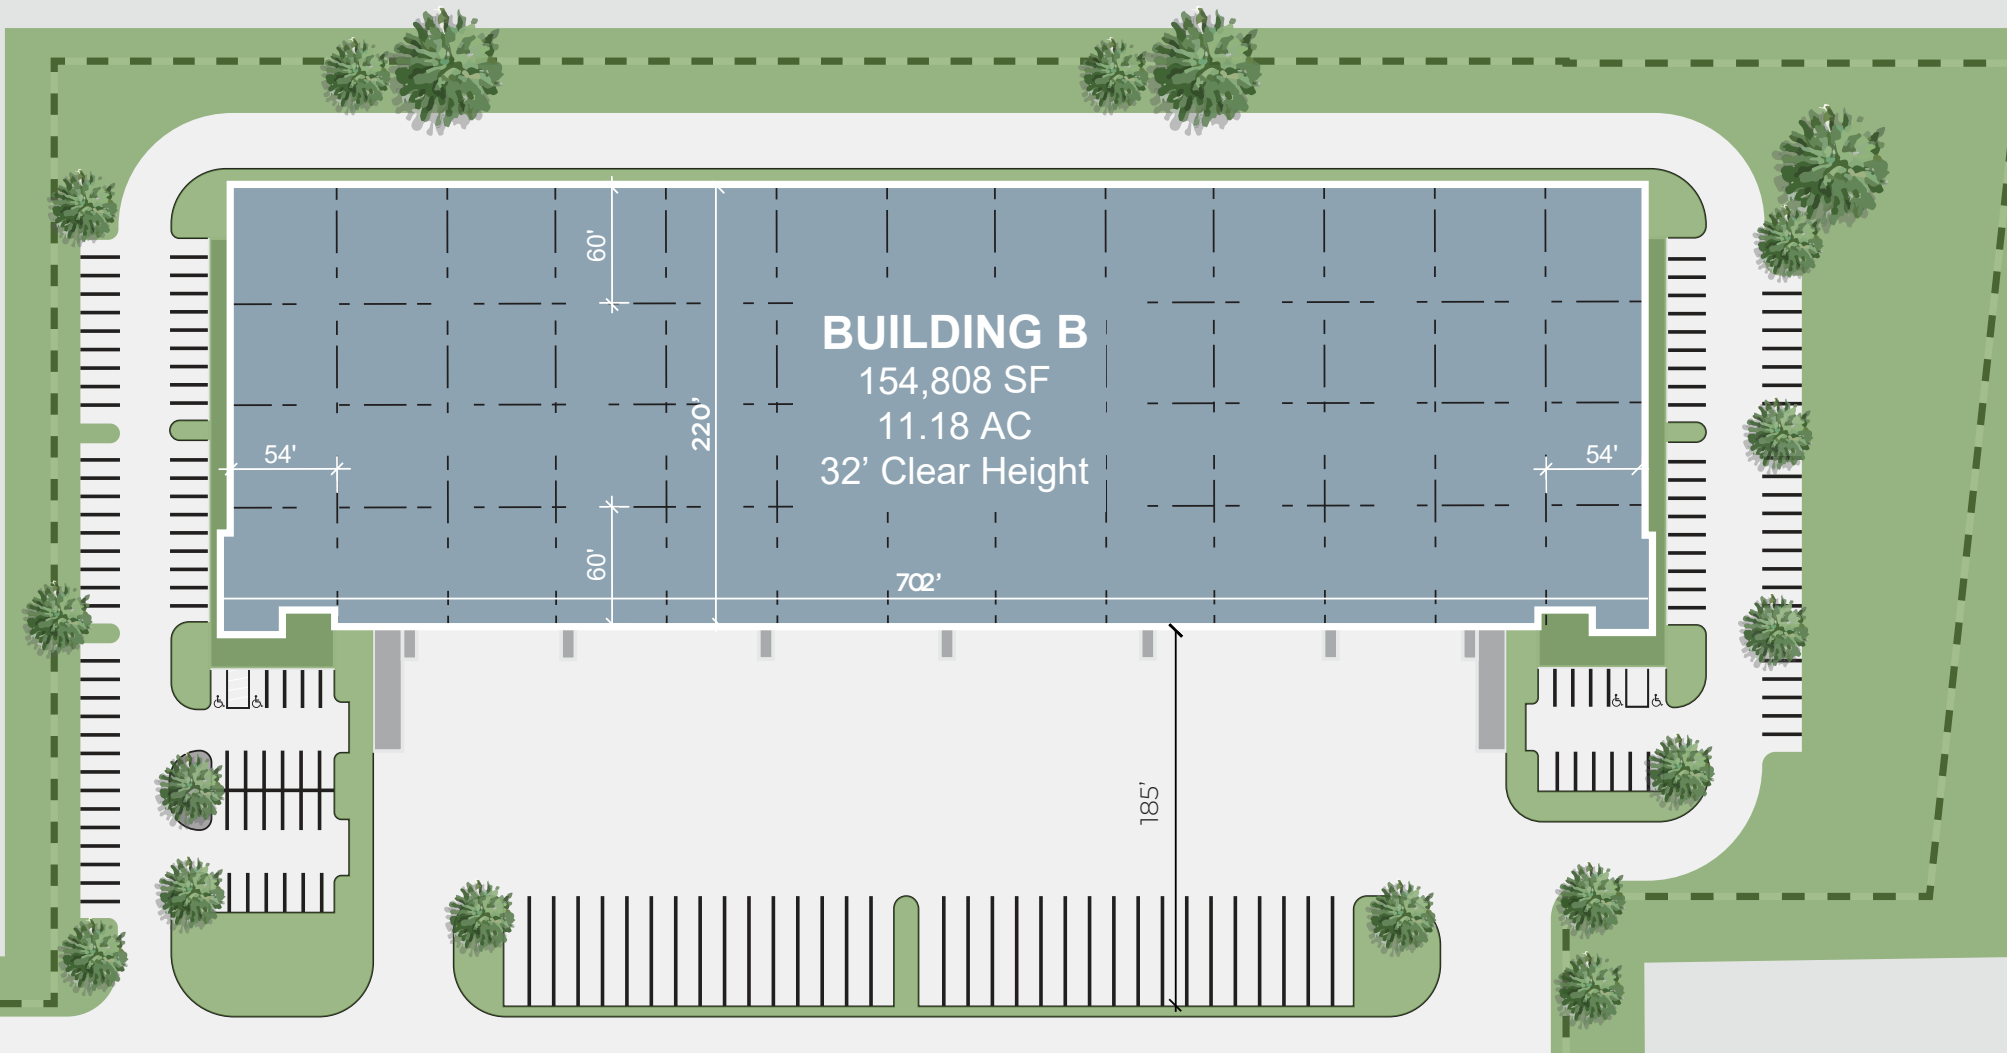 60'
BUILDING B
154,808 SF
11.18 AC
32’ Clear Height
220’
54'
54'
60'
702’
185’